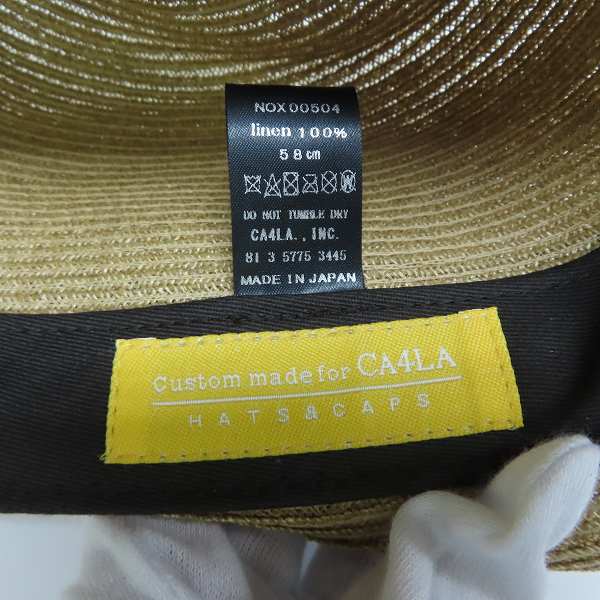 NOX00504
linen 100%
58cm
DO NOT TUMBLE DRY
CA4LA., INC.
81 3 5775 3445
MADE IN JAPAN
Custom made for CA4LA
HATS&CAPS